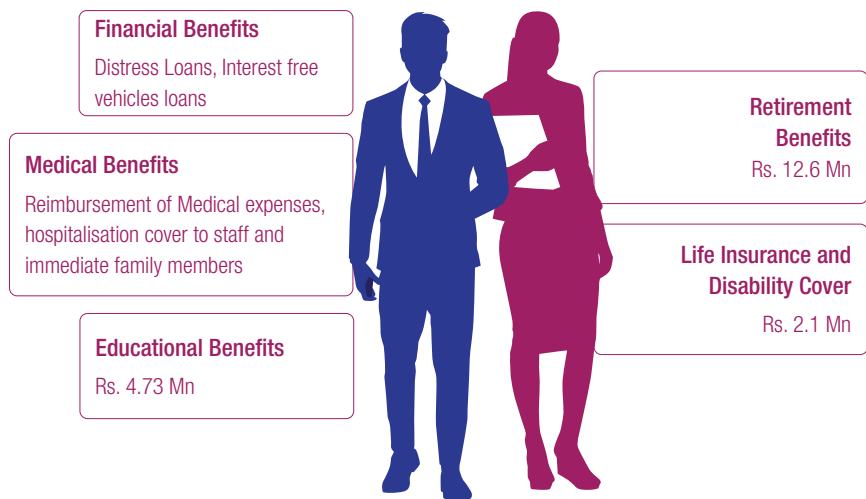 Financial Benefits
Distress Loans, Interest free
vehicles loans
Medical Benefits
Reimbursement of Medical expenses,
hospitalisation cover to staff and
immediate family members
Educational Benefits
Rs. 4.73 Mn
Retirement
Benefits
Rs. 12.6 Mn
Life Insurance and
Disability Cover
Rs. 2.1 Mn